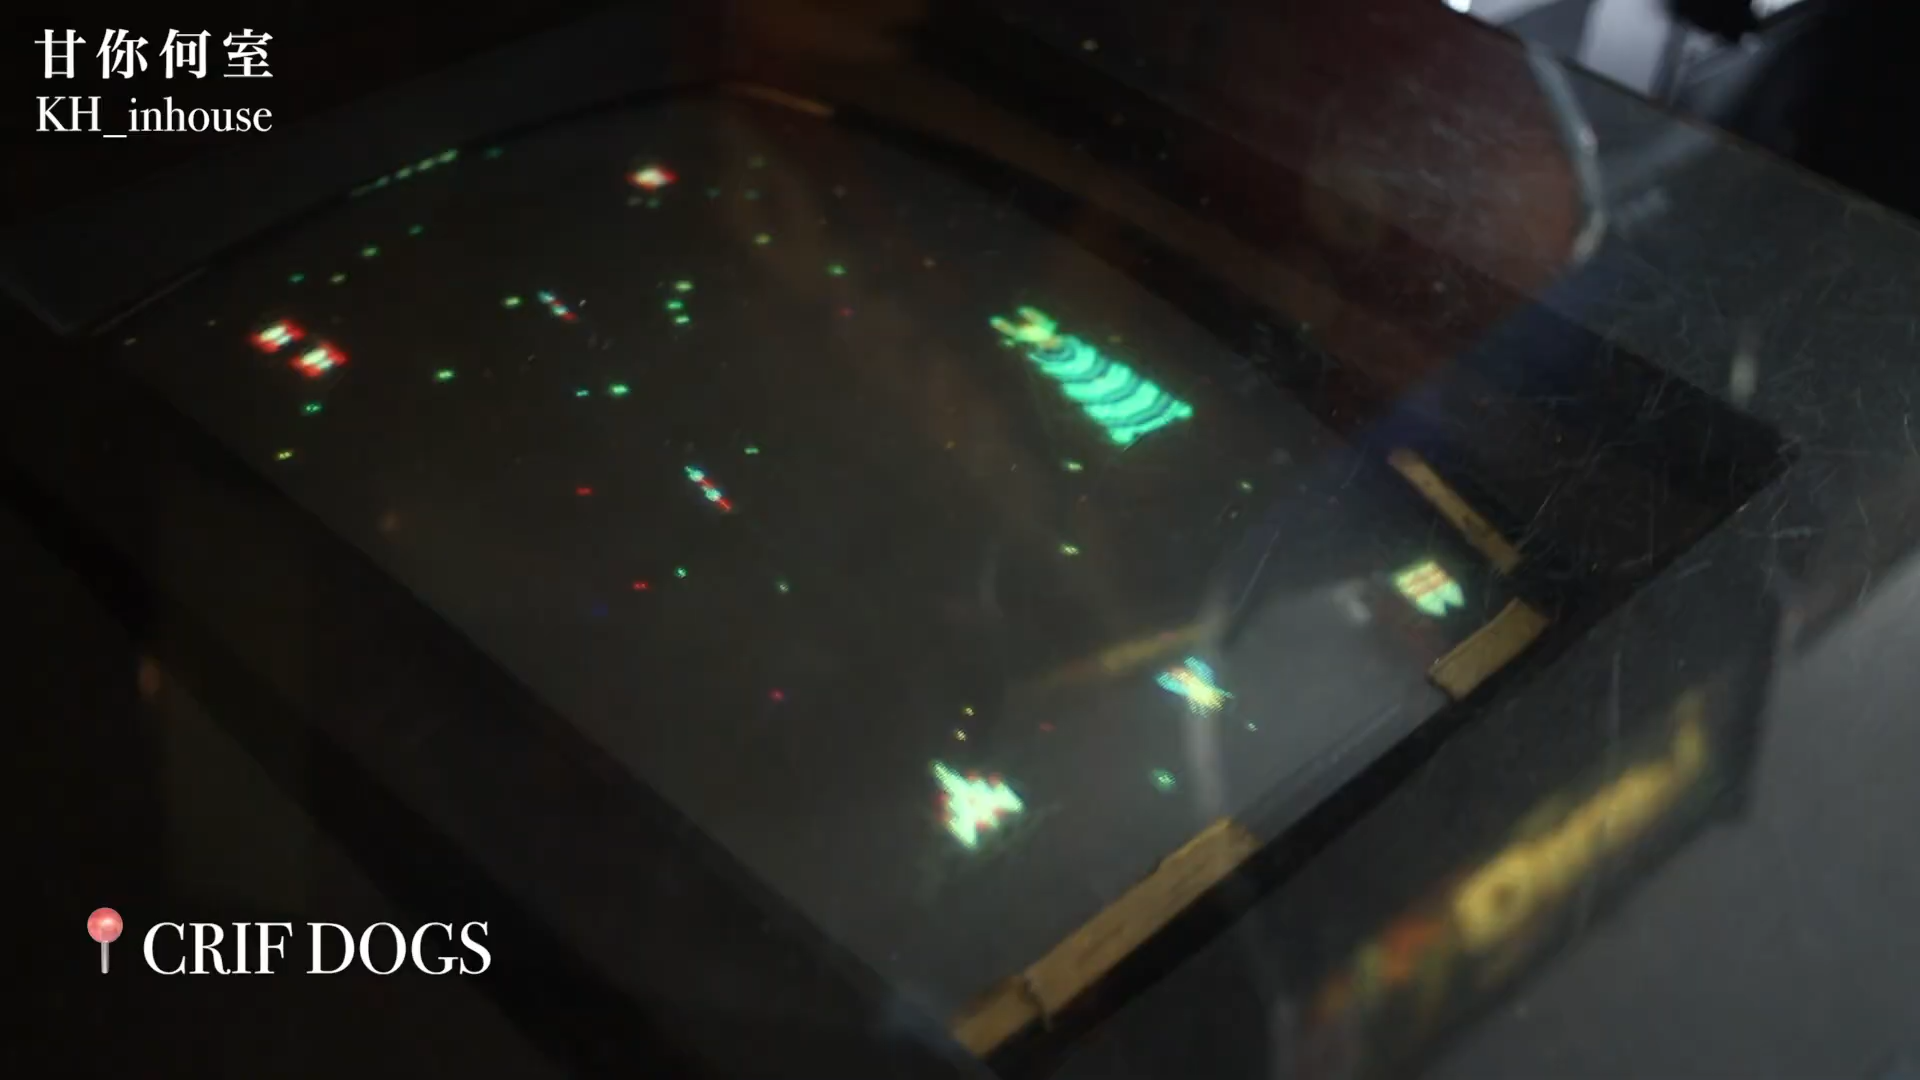 甘你何室
KH_inhouse
📍CRIF DOGS